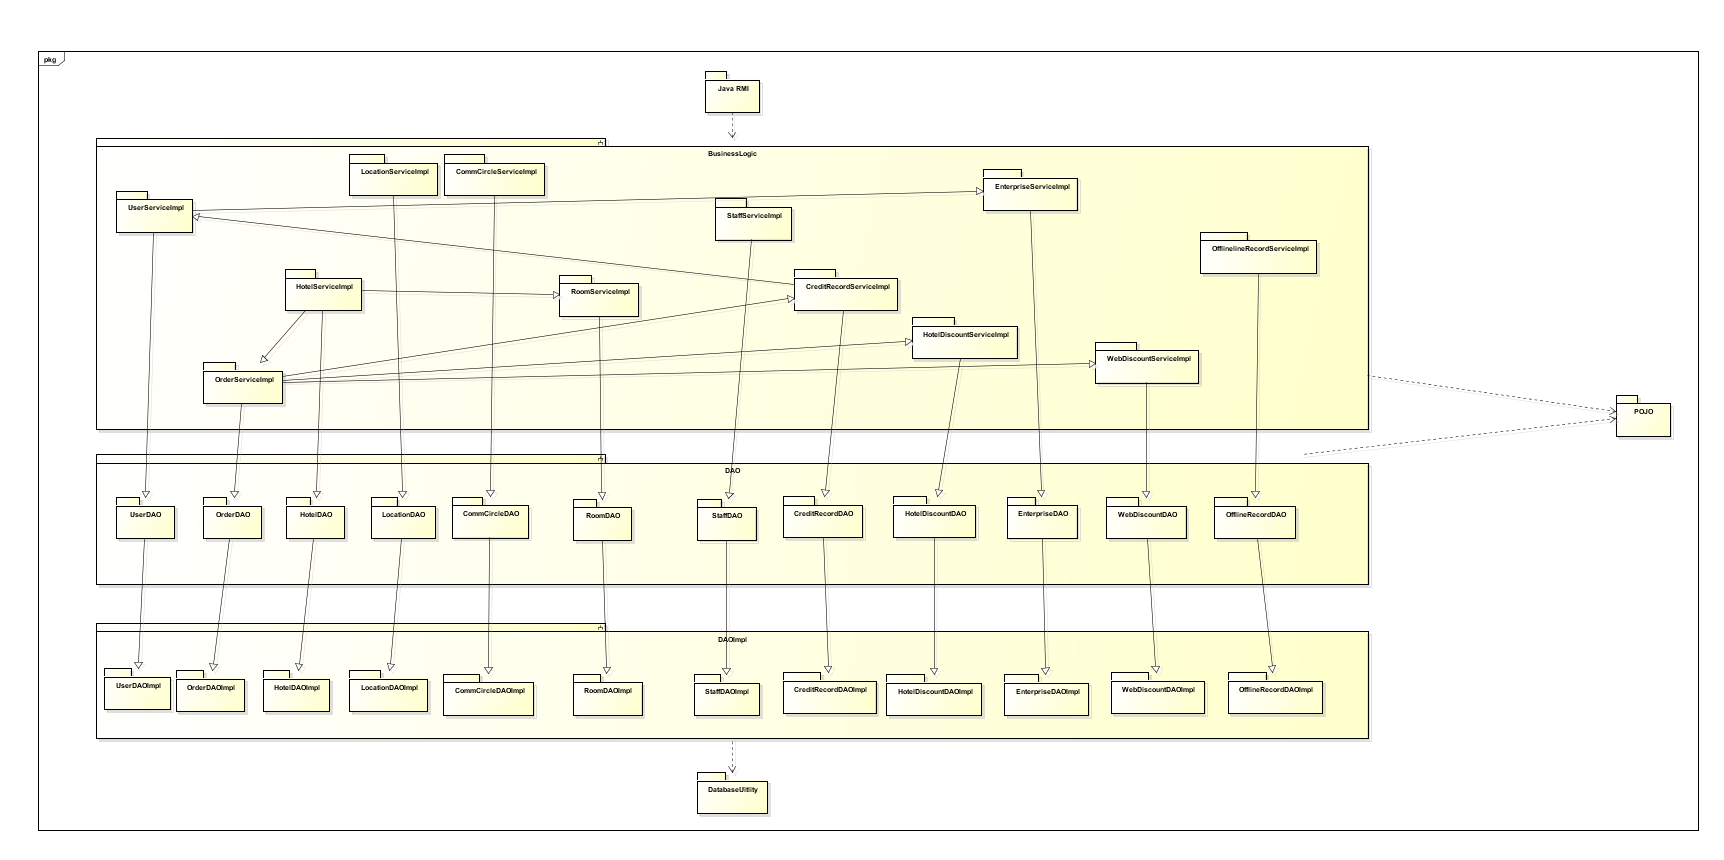 pkg
Java RMI
BusinessLogic
LocationServiceImpl
CommCircleServiceImpl
EnterpriseServiceImpl
UserServiceImpl
StaffServiceImpl
OfflinelineRecordServiceImpl
HotelServiceImpl
RoomServiceImpl
CreditRecordServiceImpl
HotelDiscountServiceImpl
WebDiscountServiceImpl
OrderServiceImpl
POJO
DAO
UserDAO
OrderDAO
HotelDAO
LocationDAO
CommCircleDAO
RoomDAO
StaffDAO
CreditRecordDAO
HotelDiscountDAO
EnterpriseDAO
WebDiscountDAO
OfflineRecordDAO
DAOImpl
UserDAOImpl
OrderDAOImpl
HotelDAOImpl
LocationDAOImpl
CommCircleDAOImpl
RoomDAOImpl
StaffDAOImpl
CreditRecordDAOImpl
HotelDiscountDAOImpl
EnterpriseDAOImpl
WebDiscountDAOImpl
OfflineRecordDAOImpl
DatabaseUitlity